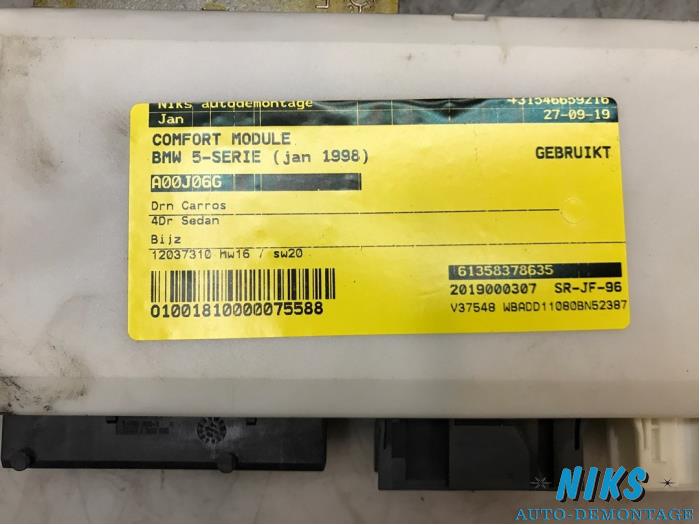 Niks autodemontage +31546659216
Jan 27-09-19
COMFORT MODULE
BMW 5-SERIE (jan 1998) GEBRUIKT
A00J06G
Drn Carros
4Dr Sedan
Bijz
12037310 hw16 / sw20
61358378635
2019000307 SR-JF-96
01001810000075588
V37548 WBADD11080BN52387
NIKS
AUTO-DEMONTAGE